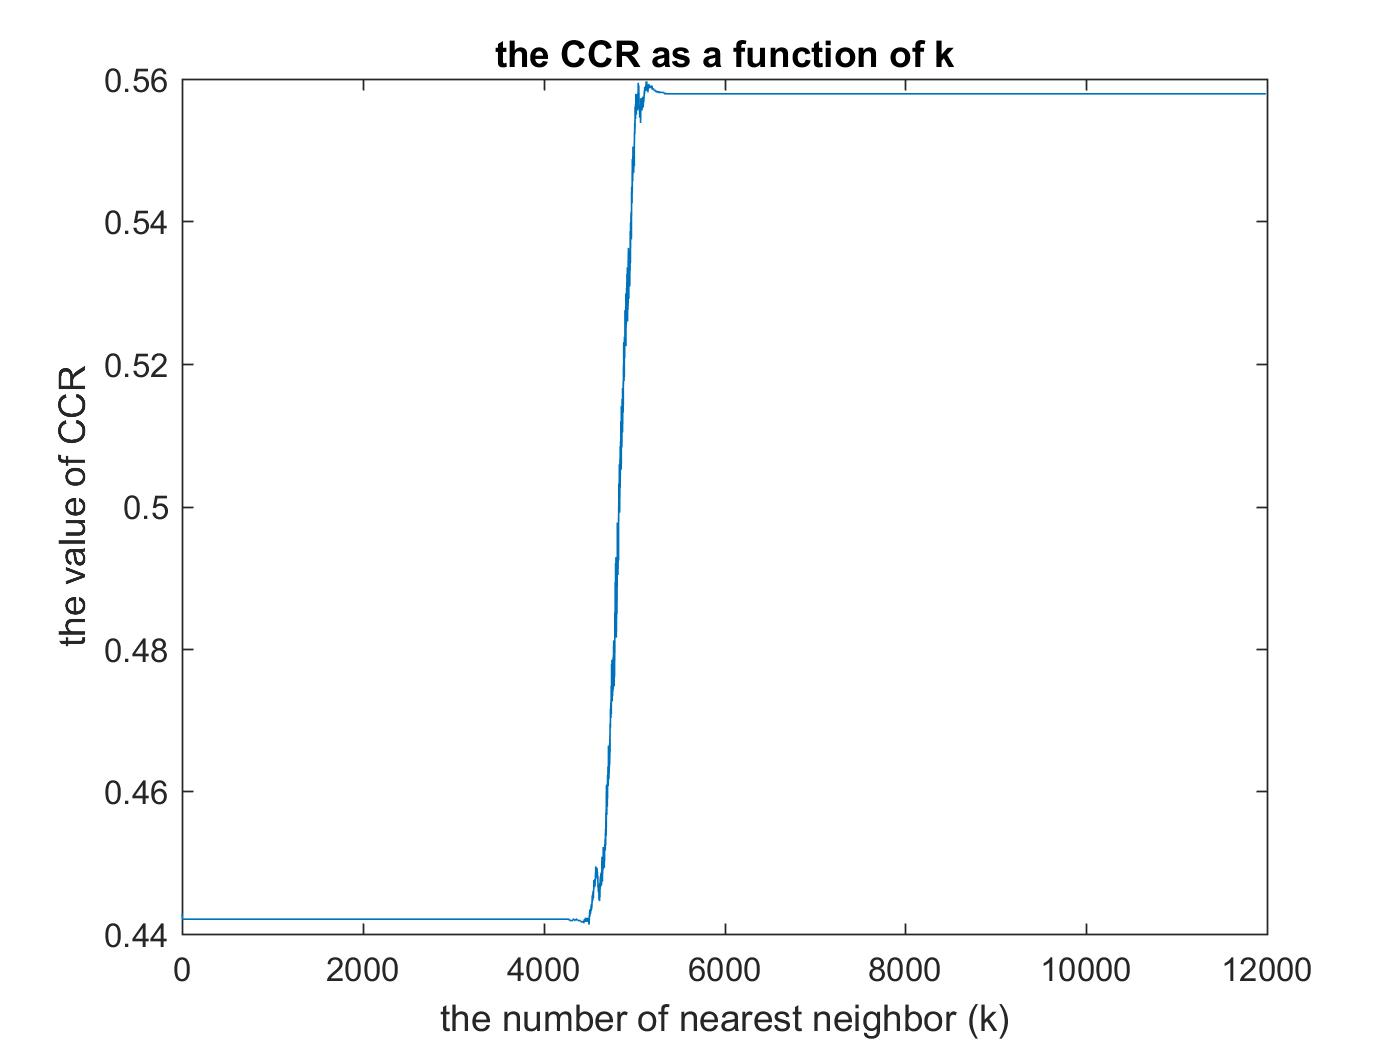 the CCR as a function of k
0.56
0.54
0.52
0.5
0.48
0.46
0.44
the value of CCR
0 2000 4000 6000 8000 10000 12000
the number of nearest neighbor (k)